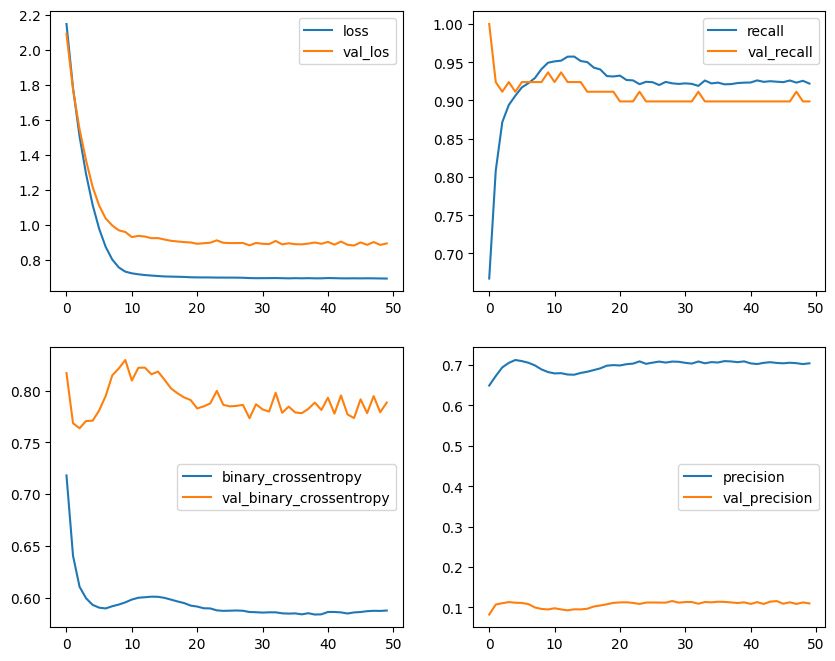 2.2
2.0
1.8
1.6
1.4
1.2
1.0
0.8
0 10 20 30 40 50
loss
val_los
1.00
0.95
0.90
0.85
0.80
0.75
0.70
0 10 20 30 40 50
recall
val_recall
0.80
0.75
0.70
0.65
0.60
0 10 20 30 40 50
binary_crossentropy
val_binary_crossentropy
0.7
0.6
0.5
0.4
0.3
0.2
0.1
0 10 20 30 40 50
precision
val_precision